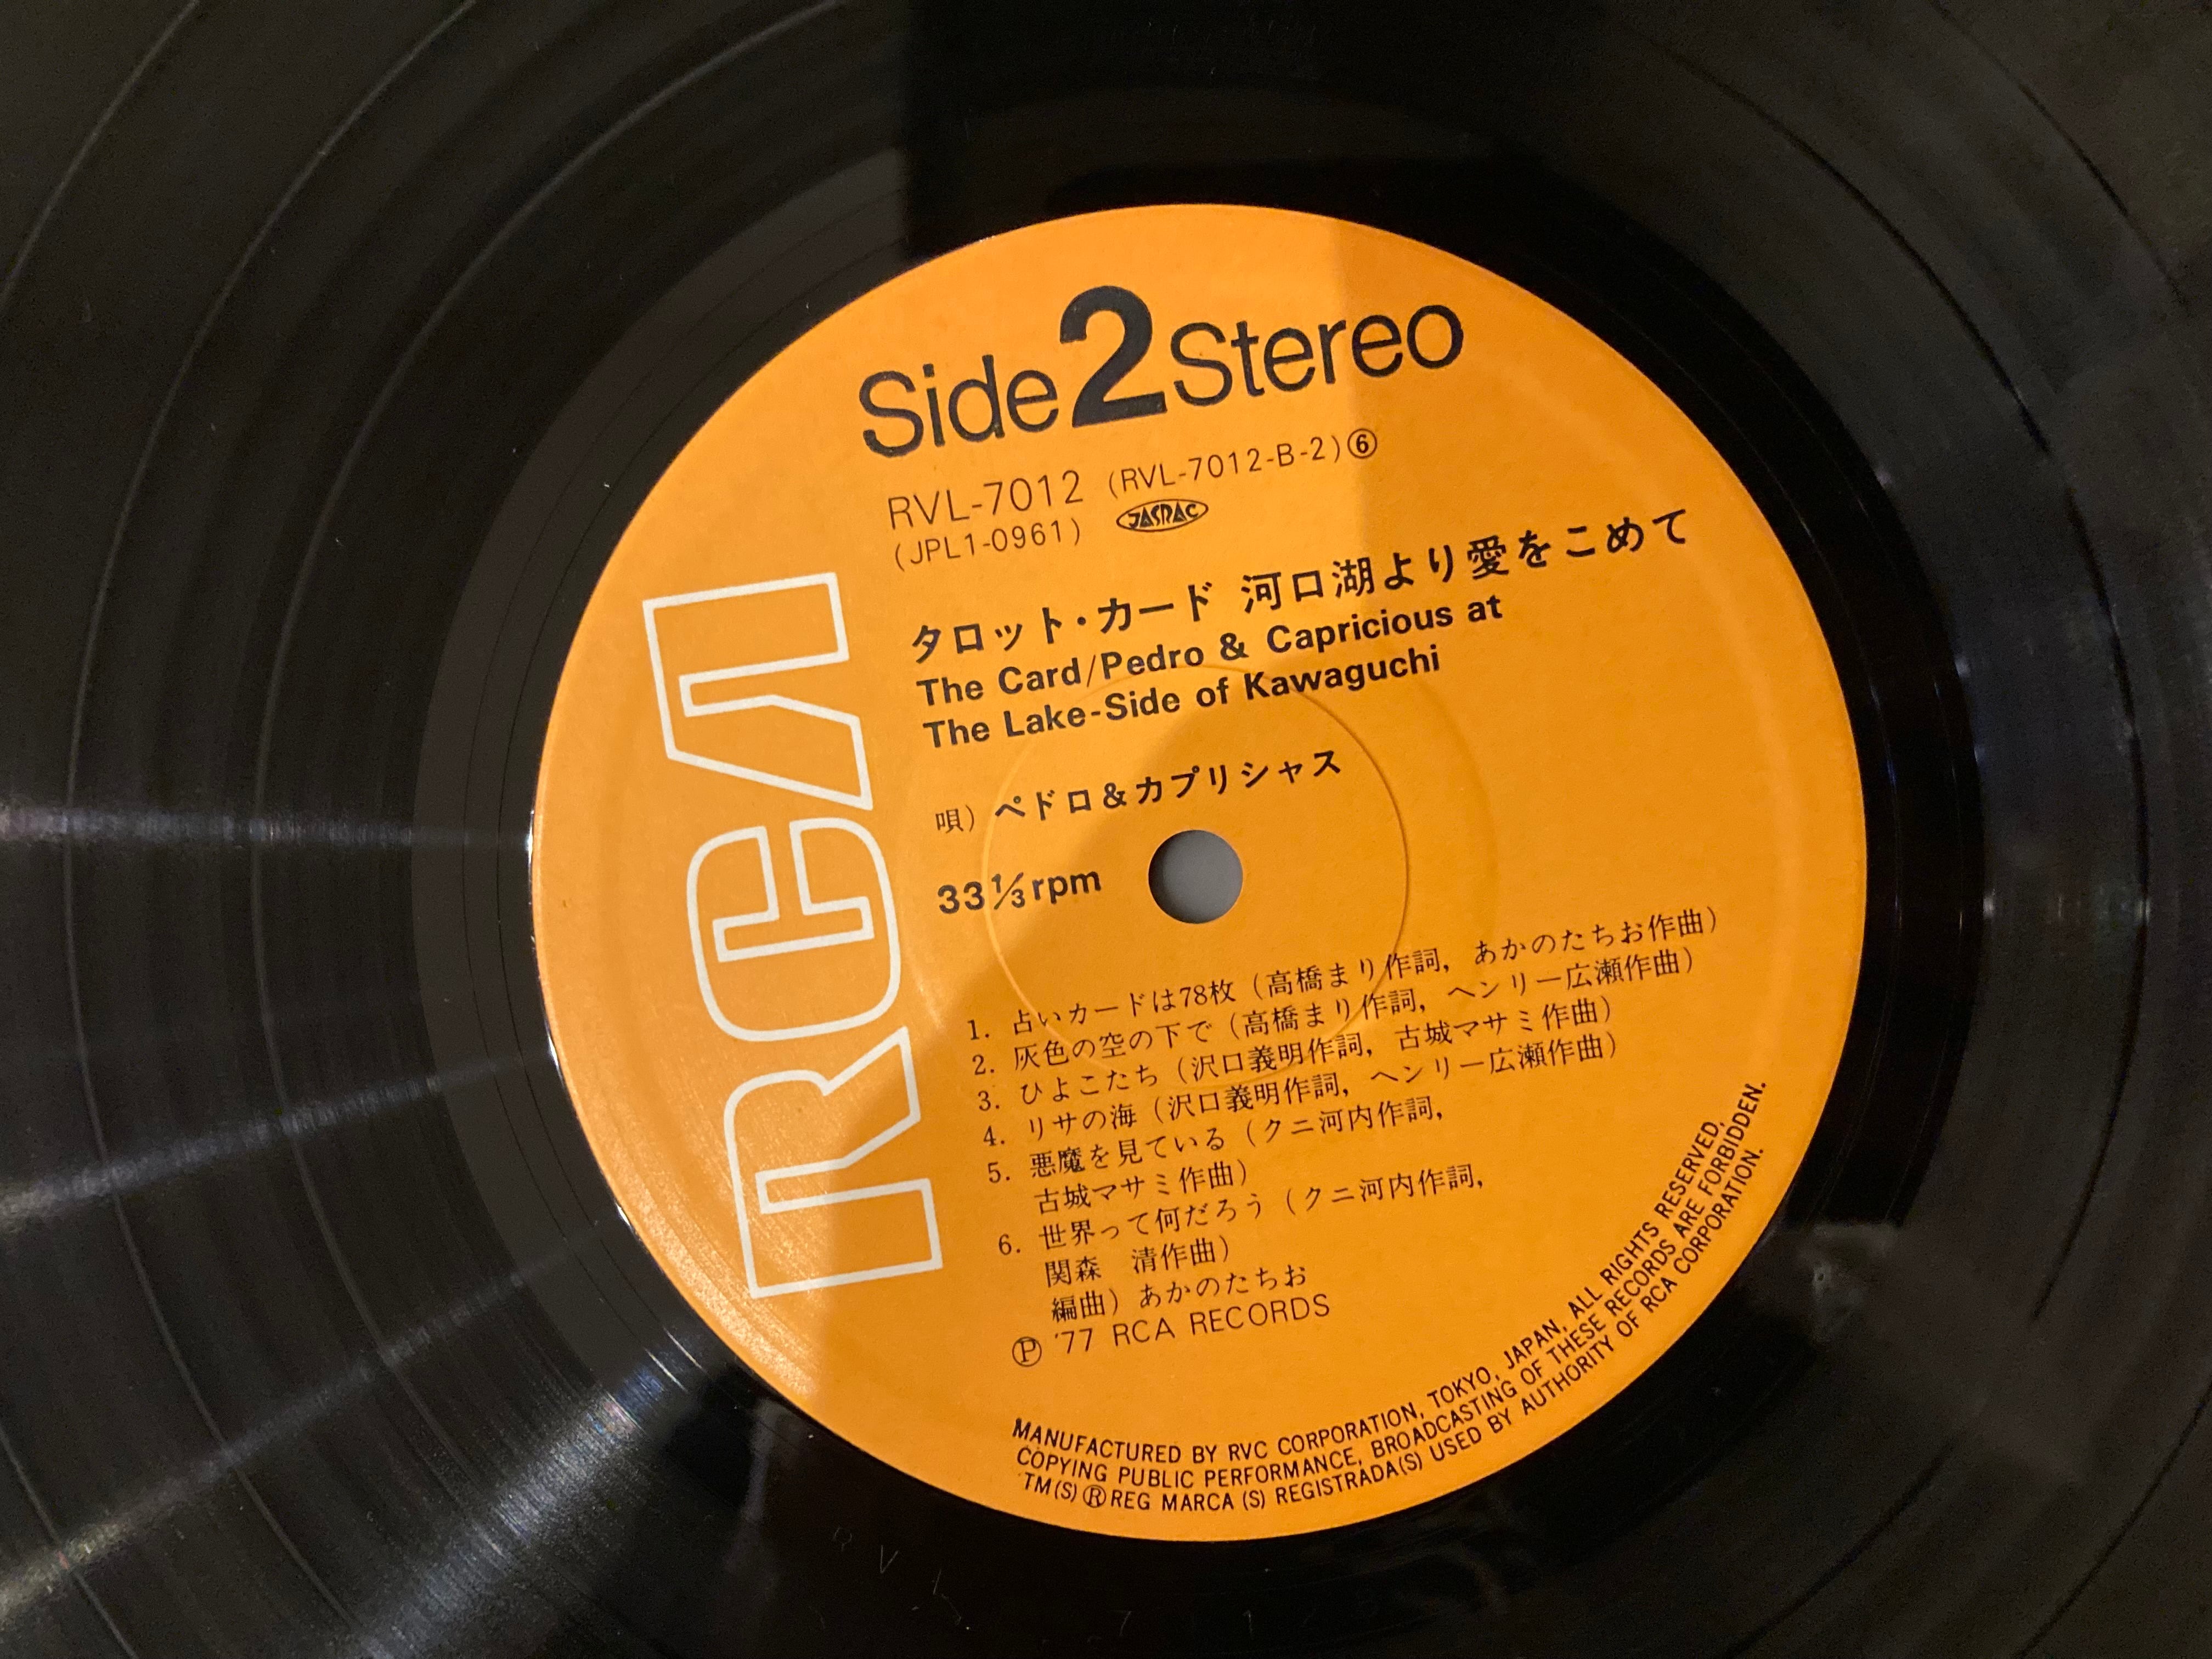 Side 2 Stereo
RVL-7012 (RVL-7012-B-2) ⑥
(JPL1-0961) JASRAC
タロット・カード 河口湖より愛をこめて
The Card/Pedro & Capricious at
The Lake-Side of Kawaguchi
唄) ペドロ&カプリシャス
33⅓rpm
RCA
1. 占いカードは78枚 (高橋まり作詞, あかのたちお作曲)
2. 灰色の空の下で (高橋まり作詞, ヘンリー広瀬作曲)
3. ひよこたち (沢口義明作詞, 古城マサミ作曲)
4. リサの海 (沢口義明作詞, ヘンリー広瀬作曲)
5. 悪魔を見ている (クニ河内作詞,
古城マサミ作曲)
6. 世界って何だろう (クニ河内作詞,
関森 清作曲)
編曲) あかのたちお
Ⓟ '77 RCA RECORDS
MANUFACTURED BY RVC CORPORATION, TOKYO, JAPAN, ALL RIGHTS RESERVED.
COPYING PUBLIC PERFORMANCE, BROADCASTING OF THESE RECORDS ARE FORBIDDEN.
TM(S) ® REG MARCA (S) REGISTRADA(S) USED BY AUTHORITY OF RCA CORPORATION.